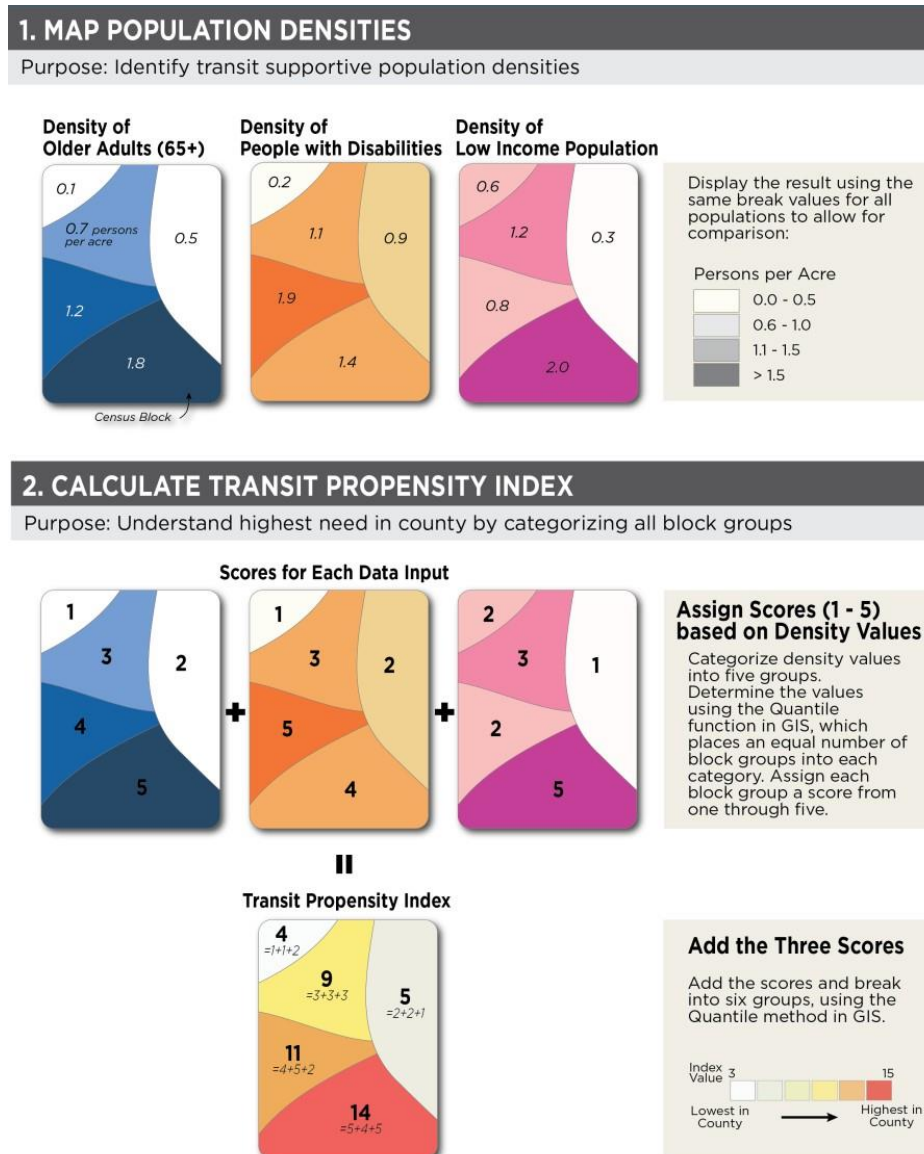 1. MAP POPULATION DENSITIES
Purpose: Identify transit supportive population densities
Density of
Older Adults (65+)
0.1
0.7 persons
per acre
0.5
1.2
1.8
Census Block
Density of
People with Disabilities
0.2
1.1
0.9
1.9
1.4
Density of
Low Income Population
0.6
1.2
0.3
0.8
2.0
Display the result using the
same break values for all
populations to allow for
comparison:
Persons per Acre
0.0 - 0.5
0.6 - 1.0
1.1 - 1.5
> 1.5
2. CALCULATE TRANSIT PROPENSITY INDEX
Purpose: Understand highest need in county by categorizing all block groups
Scores for Each Data Input
1
3
2
4
5
+
1
3
2
5
4
+
2
3
1
2
5
Assign Scores (1 - 5)
based on Density Values
Categorize density values
into five groups.
Determine the values
using the Quantile
function in GIS, which
places an equal number of
block groups into each
category. Assign each
block group a score from
one through five.
=
Transit Propensity Index
4
=1+1+2
9
=3+3+3
5
=2+2+1
11
=4+5+2
14
=5+4+5
Add the Three Scores
Add the scores and break
into six groups, using the
Quantile method in GIS.
Index
Value 3 15
Lowest in
County
Highest in
County